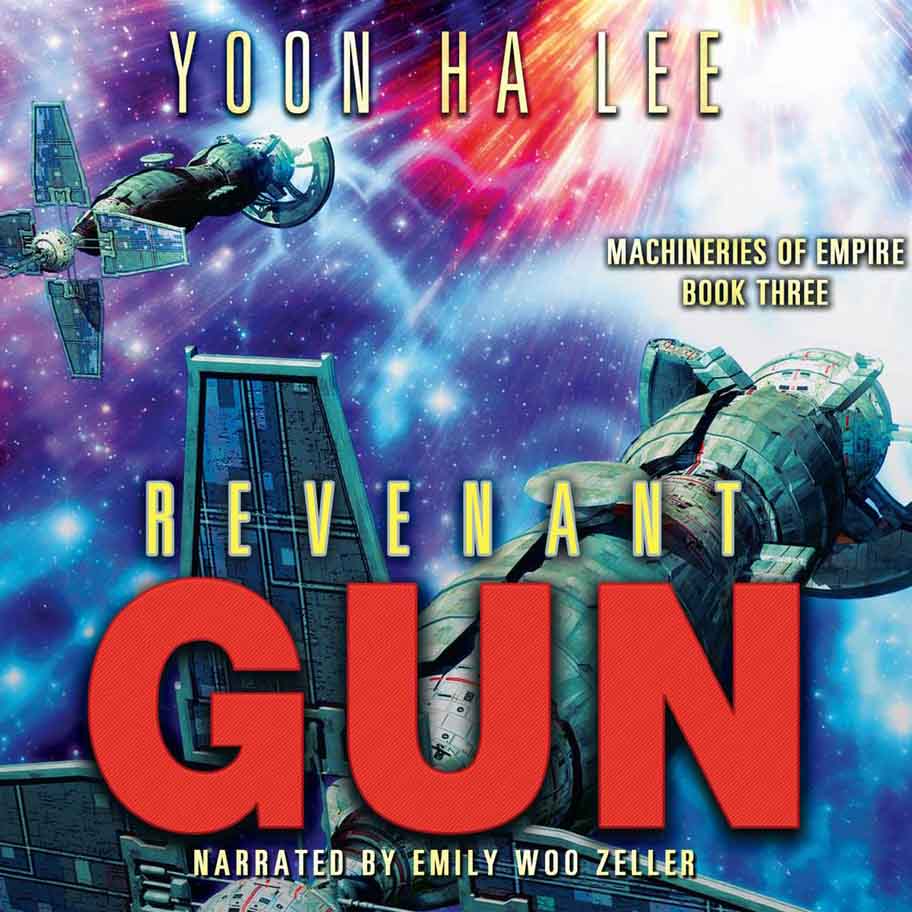 YOON HA LEE
MACHINERIES OF EMPIRE
BOOK THREE
REVENANT
GUN
NARRATED BY EMILY WOO ZELLER